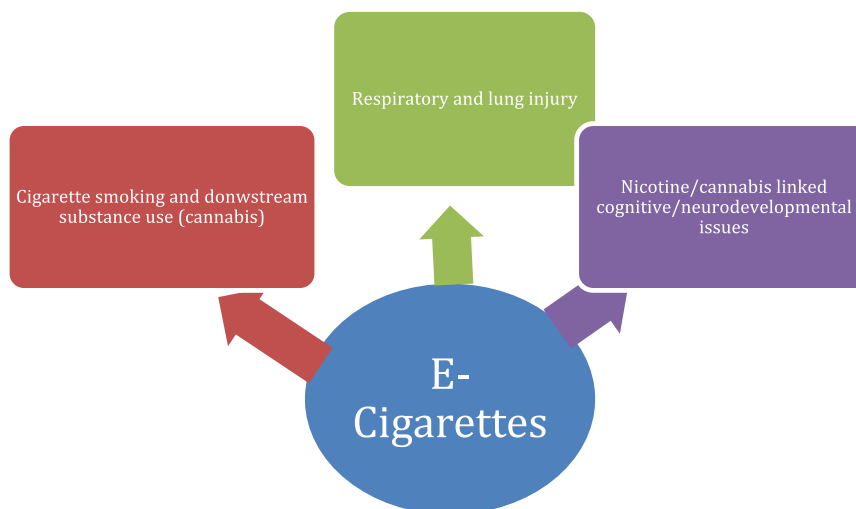 Respiratory and lung injury
Cigarette smoking and donwstream
substance use (cannabis)
Nicotine/cannabis linked
cognitive/neurodevelopmental
issues
E-
Cigarettes